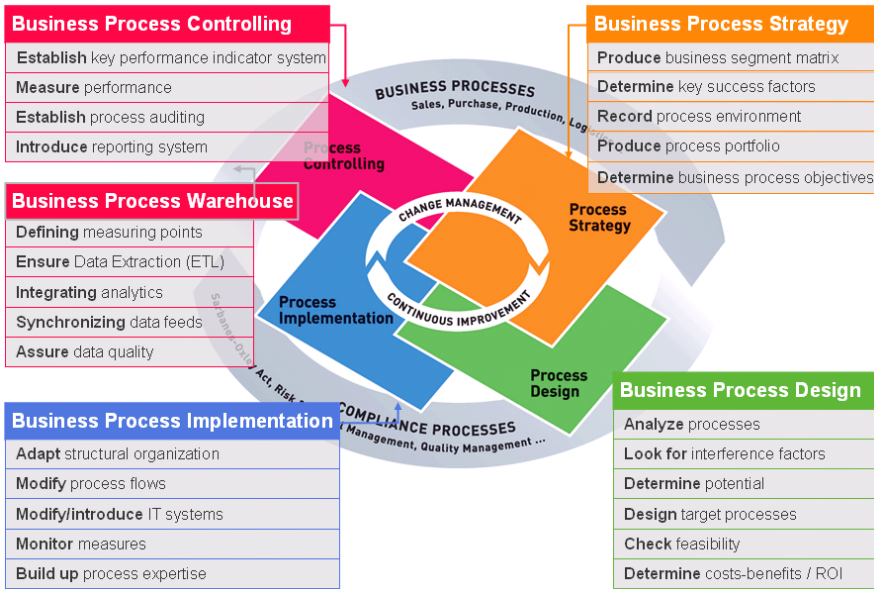 Business Process Controlling
Establish key performance indicator system
Measure performance
Establish process auditing
Introduce reporting system
Business Process Strategy
Produce business segment matrix
Determine key success factors
Record process environment
Produce process portfolio
Determine business process objectives
BUSINESS PROCESSES
Sales, Purchase, Production,
Process
Controlling
Process
Strategy
CHANGE MANAGEMENT
CONTINUOUS IMPROVEMENT
Process
Implementation
Process
Design
Business Process Warehouse
Defining measuring points
Ensure Data Extraction (ETL)
Integrating analytics
Synchronizing data feeds
Assure data quality
COMPLIANCE PROCESSES
Sarbanes-Oxley Act, Risk Management, Quality Management ...
Business Process Implementation
Adapt structural organization
Modify process flows
Modify/introduce IT systems
Monitor measures
Build up process expertise
Business Process Design
Analyze processes
Look for interference factors
Determine potential
Design target processes
Check feasibility
Determine costs-benefits / ROI